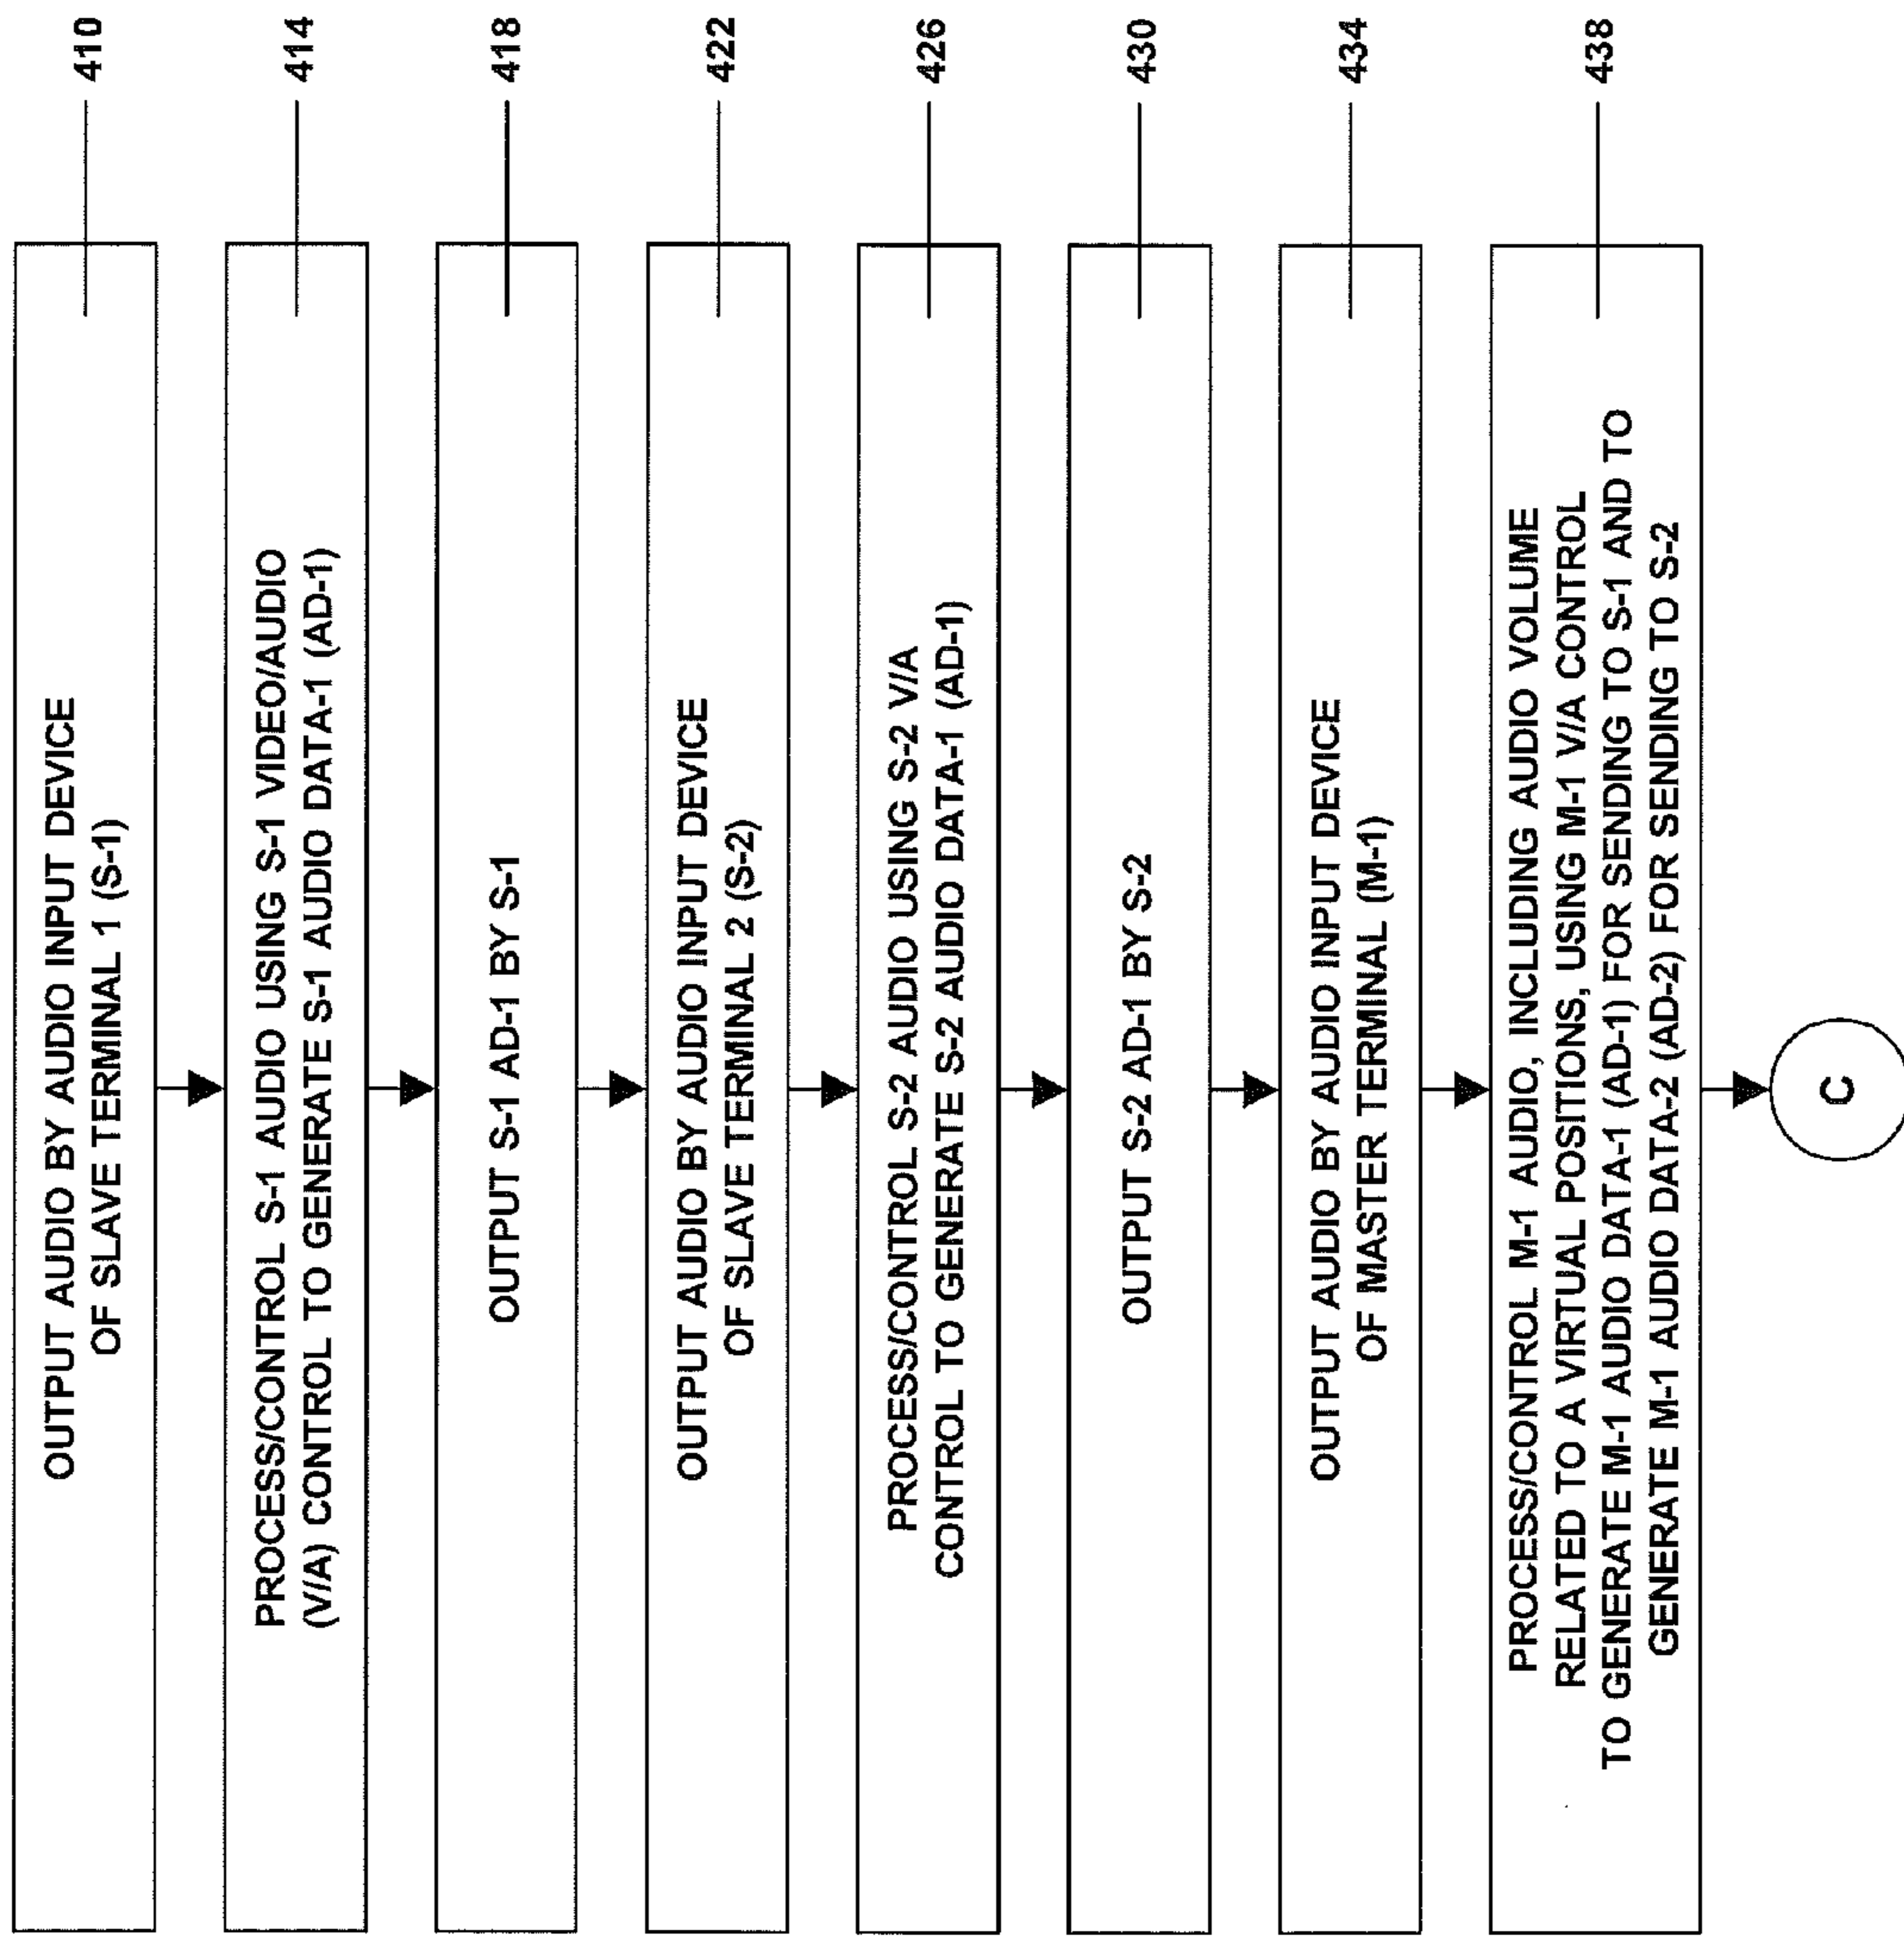 OUTPUT AUDIO BY AUDIO INPUT DEVICE
OF SLAVE TERMINAL 1 (S-1)
410
PROCESS/CONTROL S-1 AUDIO USING S-1 VIDEO/AUDIO
(V/A) CONTROL TO GENERATE S-1 AUDIO DATA-1 (AD-1)
414
OUTPUT S-1 AD-1 BY S-1
418
OUTPUT AUDIO BY AUDIO INPUT DEVICE
OF SLAVE TERMINAL 2 (S-2)
422
PROCESS/CONTROL S-2 AUDIO USING S-2 V/A
CONTROL TO GENERATE S-2 AUDIO DATA-1 (AD-1)
426
OUTPUT S-2 AD-1 BY S-2
430
OUTPUT AUDIO BY AUDIO INPUT DEVICE
OF MASTER TERMINAL (M-1)
434
PROCESS/CONTROL M-1 AUDIO, INCLUDING AUDIO VOLUME
RELATED TO A VIRTUAL POSITIONS, USING M-1 V/A CONTROL
TO GENERATE M-1 AUDIO DATA-1 (AD-1) FOR SENDING TO S-1 AND TO
GENERATE M-1 AUDIO DATA-2 (AD-2) FOR SENDING TO S-2
438
C